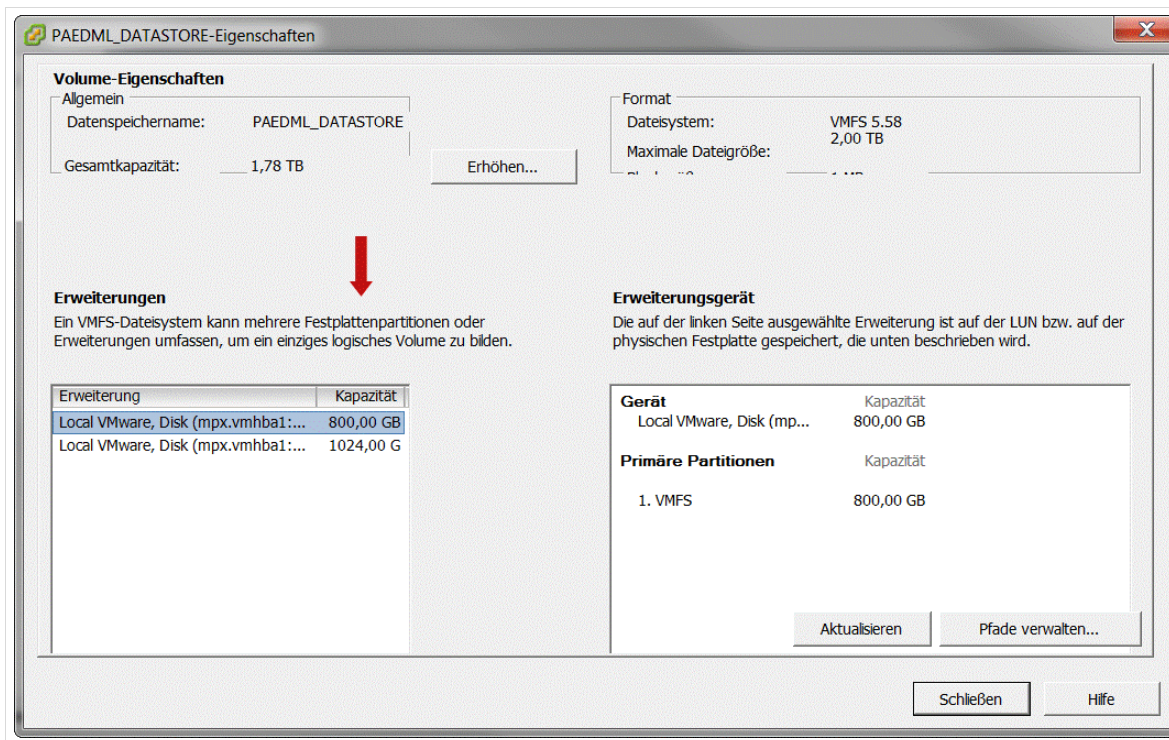 PAEDML_DATASTORE-Eigenschaften
Volume-Eigenschaften
Allgemein
Datenspeichername: PAEDML_DATASTORE
Gesamtkapazität: 1,78 TB
Erhöhen...
Format
Dateisystem: VMFS 5.58
2,00 TB
Maximale Dateigröße:
Erweiterungen
Ein VMFS-Dateisystem kann mehrere Festplattenpartitionen oder
Erweiterungen umfassen, um ein einziges logisches Volume zu bilden.
Erweiterung Kapazität
Local VMware, Disk (mpx.vmhba1:... 800,00 GB
Local VMware, Disk (mpx.vmhba1:... 1024,00 G
Erweiterungsgerät
Die auf der linken Seite ausgewählte Erweiterung ist auf der LUN bzw. auf der
physischen Festplatte gespeichert, die unten beschrieben wird.
Gerät Kapazität
Local VMware, Disk (mp... 800,00 GB
Primäre Partitionen Kapazität
1. VMFS 800,00 GB
Aktualisieren
Pfade verwalten...
Schließen
Hilfe